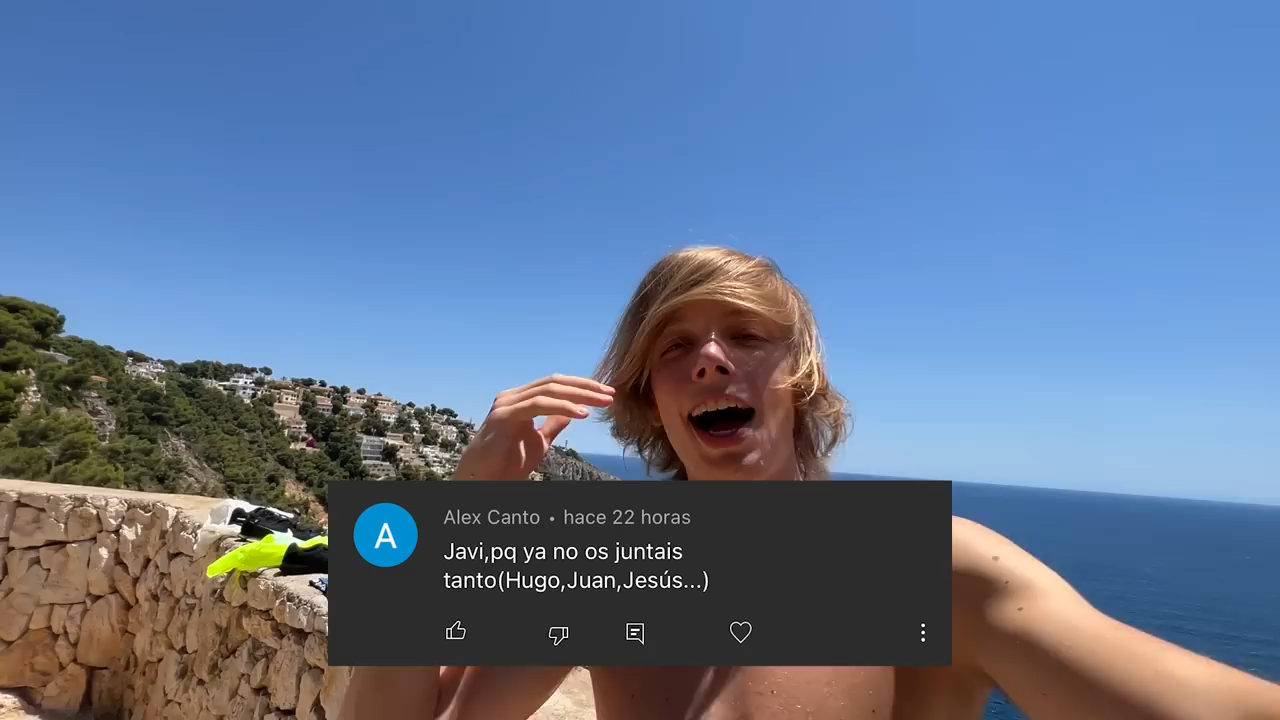 A
Alex Canto • hace 22 horas
Javi,pq ya no os juntais
tanto(Hugo,Juan,Jesús...)